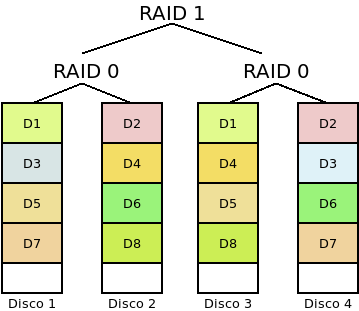 RAID 1
RAID 0 RAID 0
D1 D2 D1 D2
D3 D4 D4 D3
D5 D6 D5 D6
D7 D8 D8 D7
Disco 1 Disco 2 Disco 3 Disco 4